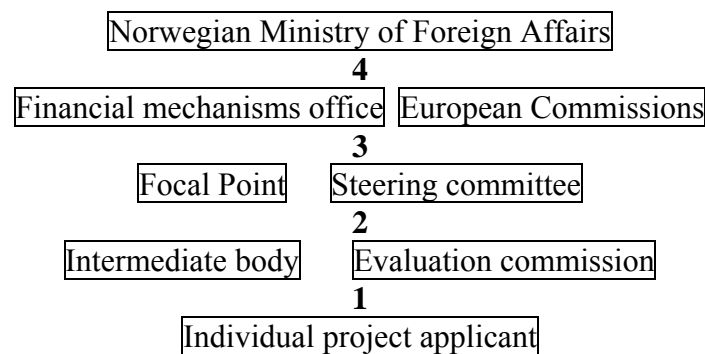 Norwegian Ministry of Foreign Affairs
4
Financial mechanisms office European Commissions
3
Focal Point Steering committee
2
Intermediate body Evaluation commission
1
Individual project applicant